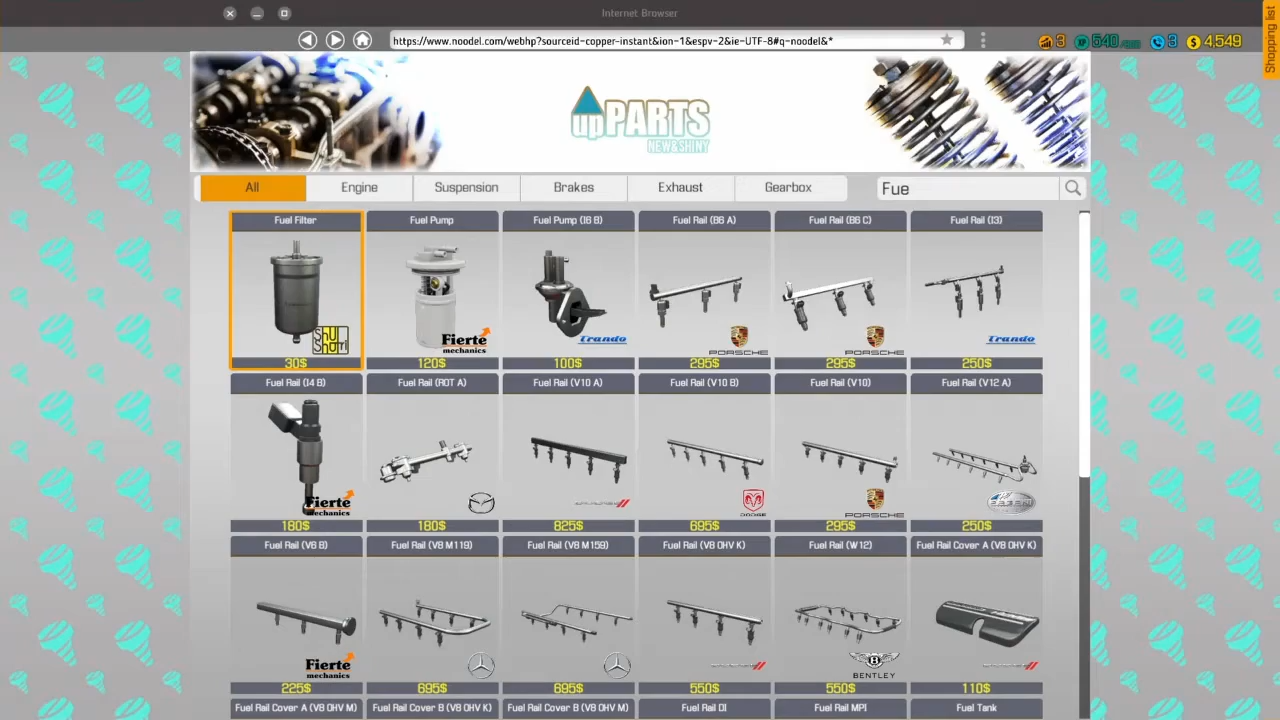 Internet Browser
https://www.noodel.com/webhp?sourceid-copper-instant&ion-1&espv-2&ie-UTF-8#q-noodel&*
3
540
3
$ 4,549
Shopping list
upPARTS
NEW&SHINY
All
Engine
Suspension
Brakes
Exhaust
Gearbox
Fue
Fuel Filter
Fuel Pump
Fuel Pump (I6 B)
Fuel Rail (B6 A)
Fuel Rail (B6 C)
Fuel Rail (I3)
Fierte mechanics
Trando
PORSCHE
PORSCHE
Trando
30$
120$
100$
295$
295$
250$
Fuel Rail (I4 B)
Fuel Rail (ROT A)
Fuel Rail (V10 A)
Fuel Rail (V10 B)
Fuel Rail (V10)
Fuel Rail (V12 A)
Fierte mechanics
DODGE
PORSCHE
180$
180$
825$
695$
295$
250$
Fuel Rail (V6 B)
Fuel Rail (V8 M119)
Fuel Rail (V8 M159)
Fuel Rail (V8 OHV K)
Fuel Rail (W12)
Fuel Rail Cover A (V8 OHV K)
Fierte mechanics
BENTLEY
225$
695$
695$
550$
550$
110$
Fuel Rail Cover A (V8 OHV M)
Fuel Rail Cover B (V8 OHV K)
Fuel Rail Cover B (V8 OHV M)
Fuel Rail DI
Fuel Rail MPI
Fuel Tank